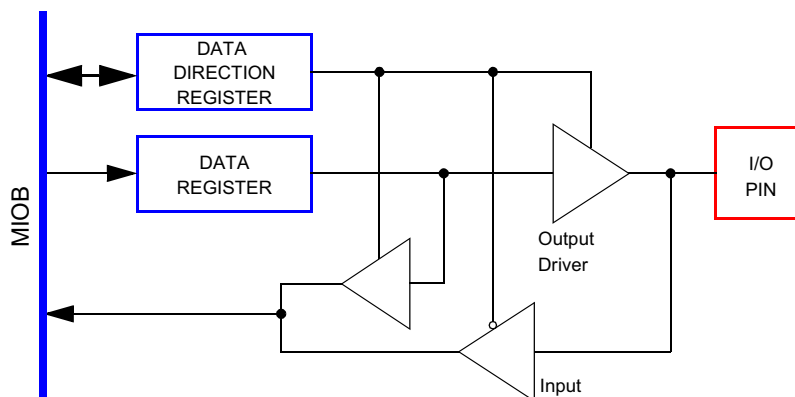 DATA
DIRECTION
REGISTER
DATA
REGISTER
I/O
PIN
MIOB
Output
Driver
Input